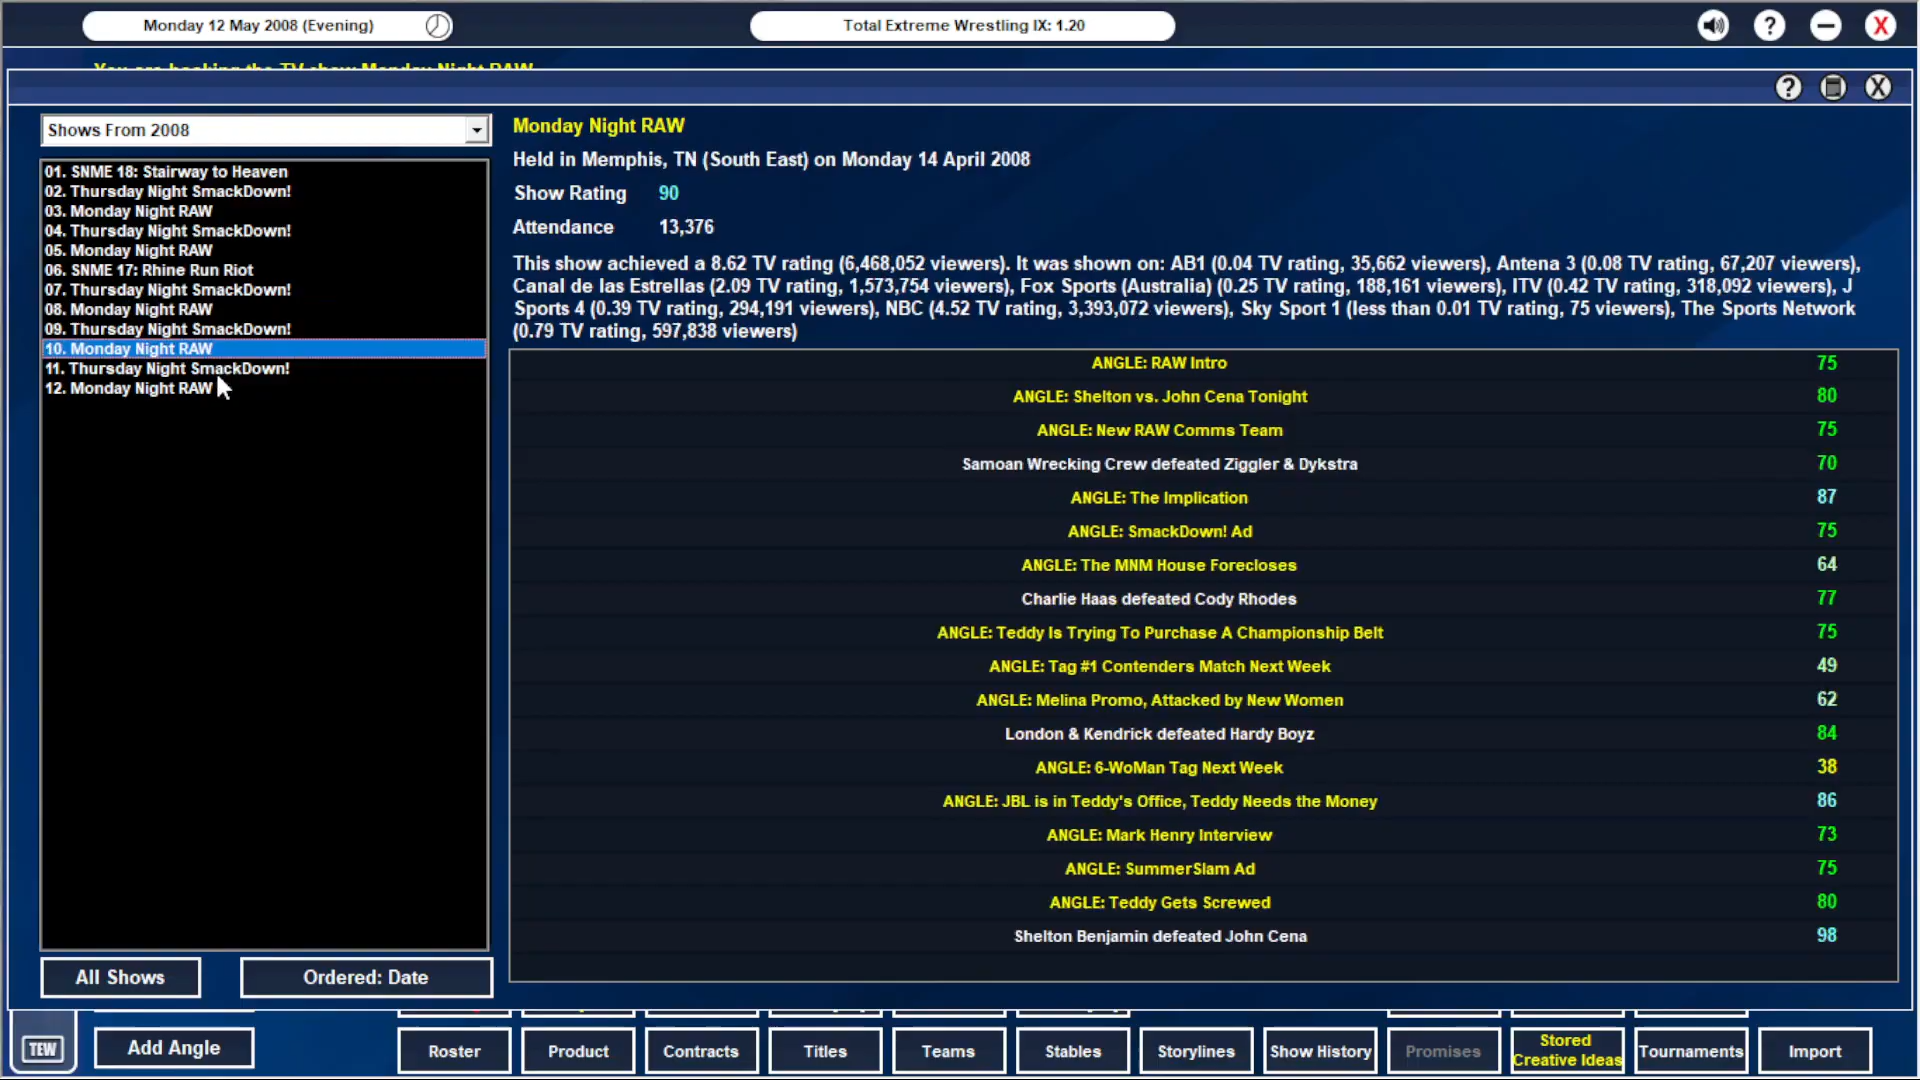 Monday 12 May 2008 (Evening)
Total Extreme Wrestling IX: 1.20
?
X
You are booking the TV show Monday Night RAW
?
X
Shows From 2008
01. SNME 18: Stairway to Heaven
02. Thursday Night SmackDown!
03. Monday Night RAW
04. Thursday Night SmackDown!
05. Monday Night RAW
06. SNME 17: Rhine Run Riot
07. Thursday Night SmackDown!
08. Monday Night RAW
09. Thursday Night SmackDown!
10. Monday Night RAW
11. Thursday Night SmackDown!
12. Monday Night RAW
All Shows
Ordered: Date
Monday Night RAW
Held in Memphis, TN (South East) on Monday 14 April 2008
Show Rating 90
Attendance 13,376
This show achieved a 8.62 TV rating (6,468,052 viewers). It was shown on: AB1 (0.04 TV rating, 35,662 viewers), Antena 3 (0.08 TV rating, 67,207 viewers),
Canal de las Estrellas (2.09 TV rating, 1,573,754 viewers), Fox Sports (Australia) (0.25 TV rating, 188,161 viewers), ITV (0.42 TV rating, 318,092 viewers), J
Sports 4 (0.39 TV rating, 294,191 viewers), NBC (4.52 TV rating, 3,393,072 viewers), Sky Sport 1 (less than 0.01 TV rating, 75 viewers), The Sports Network
(0.79 TV rating, 597,838 viewers)
ANGLE: RAW Intro 75
ANGLE: Shelton vs. John Cena Tonight 80
ANGLE: New RAW Comms Team 75
Samoan Wrecking Crew defeated Ziggler & Dykstra 70
ANGLE: The Implication 87
ANGLE: SmackDown! Ad 75
ANGLE: The MNM House Forecloses 64
Charlie Haas defeated Cody Rhodes 77
ANGLE: Teddy Is Trying To Purchase A Championship Belt 75
ANGLE: Tag #1 Contenders Match Next Week 49
ANGLE: Melina Promo, Attacked by New Women 62
London & Kendrick defeated Hardy Boyz 84
ANGLE: 6-WoMan Tag Next Week 38
ANGLE: JBL is in Teddy's Office, Teddy Needs the Money 86
ANGLE: Mark Henry Interview 73
ANGLE: SummerSlam Ad 75
ANGLE: Teddy Gets Screwed 80
Shelton Benjamin defeated John Cena 98
TEW
Add Angle
Roster
Product
Contracts
Titles
Teams
Stables
Storylines
Show History
Promises
Stored
Creative Ideas
Tournaments
Import